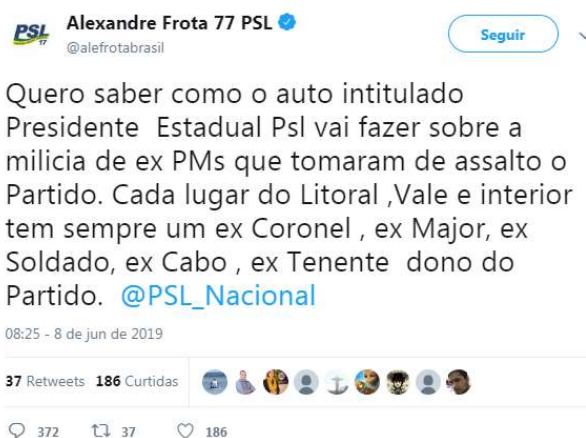 PSL
17
Alexandre Frota 77 PSL
@alefrotabrasil
Seguir
Quero saber como o auto intitulado
Presidente Estadual Psl vai fazer sobre a
milicia de ex PMs que tomaram de assalto o
Partido. Cada lugar do Litoral ,Vale e interior
tem sempre um ex Coronel , ex Major, ex
Soldado, ex Cabo , ex Tenente dono do
Partido. @PSL_Nacional
08:25 - 8 de jun de 2019
37 Retweets 186 Curtidas
372 37 186